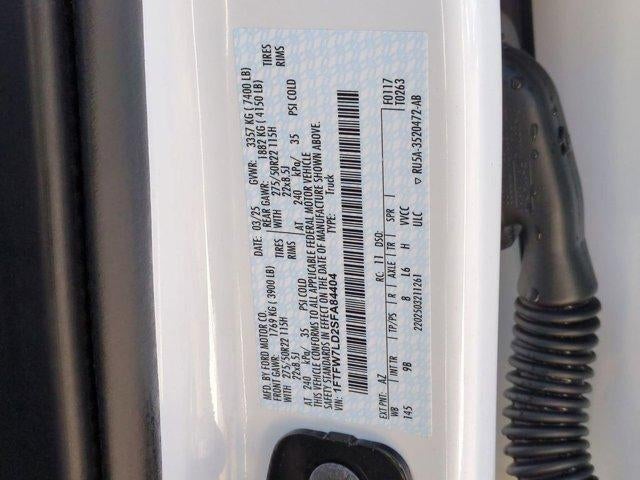 MFD. BY FORD MOTOR CO.
DATE: 03/25 GVWR: 3357 KG ( 7400 LB)
FRONT GAWR: 1769 KG ( 3900 LB) REAR GAWR: 1882 KG ( 4150 LB)
275/50R22 115H TIRES WITH 275/50R22 115H TIRES
22x8.5J RIMS 22x8.5J RIMS
AT 240 kPa/ 35 PSI COLD AT 240 kPa/ 35 PSI COLD
THIS VEHICLE CONFORMS TO ALL APPLICABLE FEDERAL MOTOR VEHICLE
SAFETY STANDARDS IN EFFECT ON THE DATE OF MANUFACTURE SHOWN ABOVE.
VIN: 1FTFW7LD2SFA84404 TYPE: Truck
F0117
T0263
EXT PNT: AZ RC: 11 DSO:
WB INT TR TP/PS R AXLE TR SPR
145 9B 8 L6 H VVCC
220250321126I ULC
▽ RU5A-3520472-AB